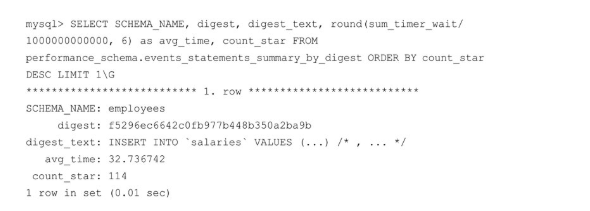 mysql> SELECT SCHEMA_NAME, digest, digest_text, round(sum_timer_wait/
1000000000000, 6) as avg_time, count_star FROM
performance_schema.events_statements_summary_by_digest ORDER BY count_star
DESC LIMIT 1\G
*************************** 1. row ***************************
SCHEMA_NAME: employees
digest: f5296ec6642c0fb977b448b350a2ba9b
digest_text: INSERT INTO `salaries` VALUES (...) /* , ... */
avg_time: 32.736742
count_star: 114
1 row in set (0.01 sec)